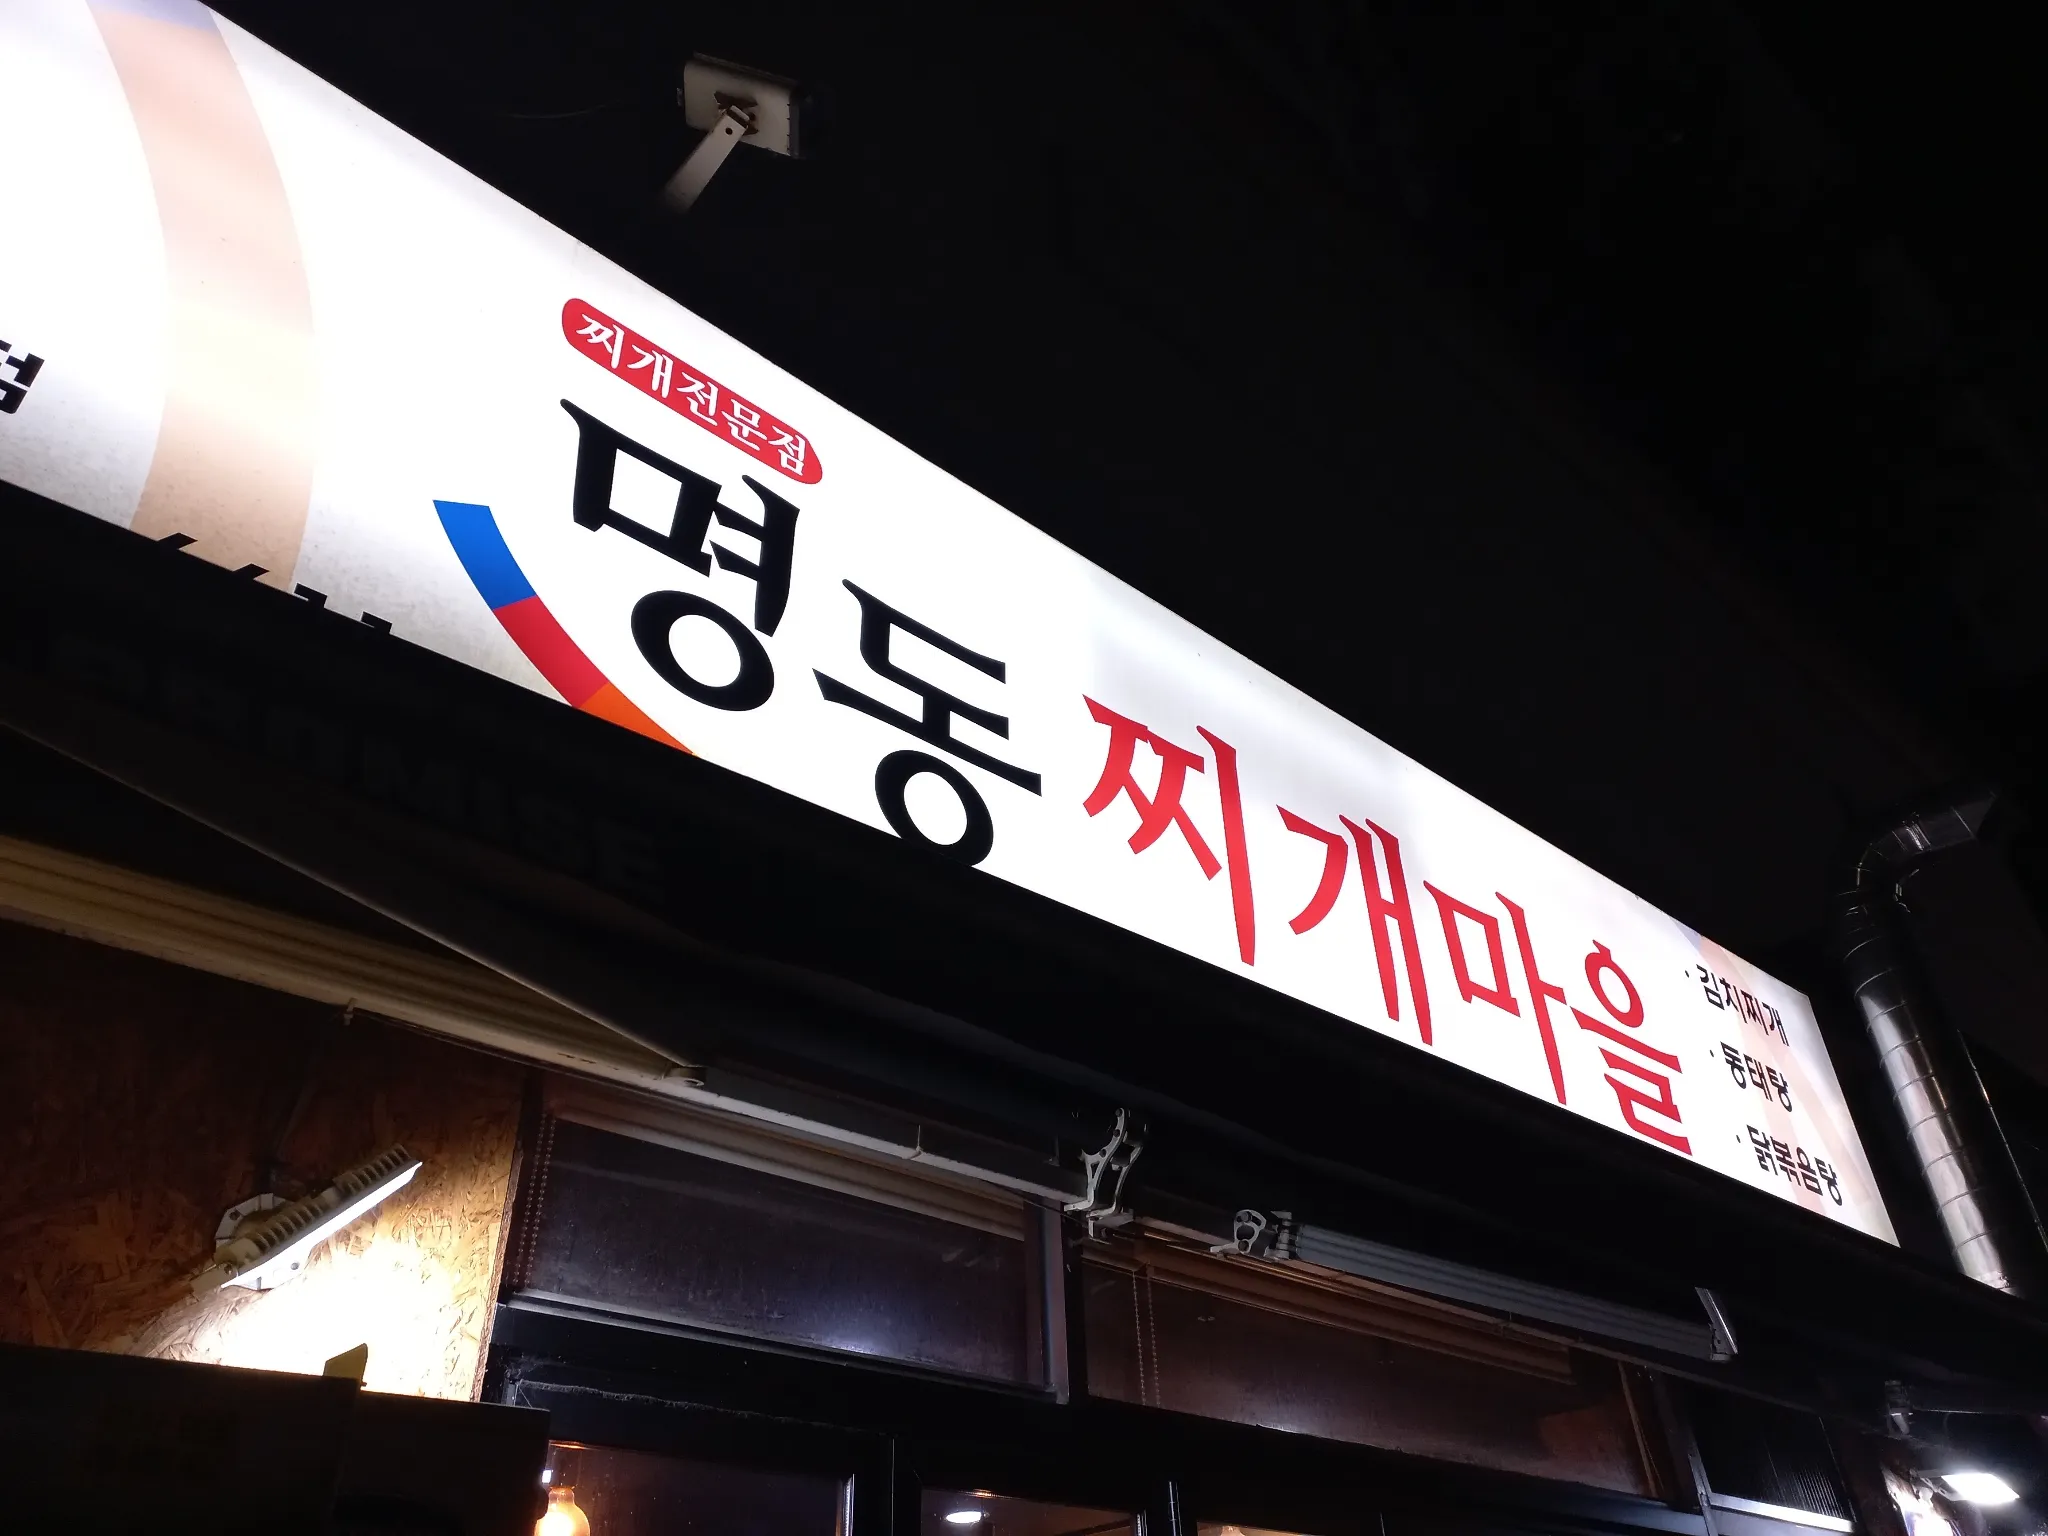 점
찌개전문점
명동찌개마을
· 김치찌개
· 동태탕
· 닭볶음탕